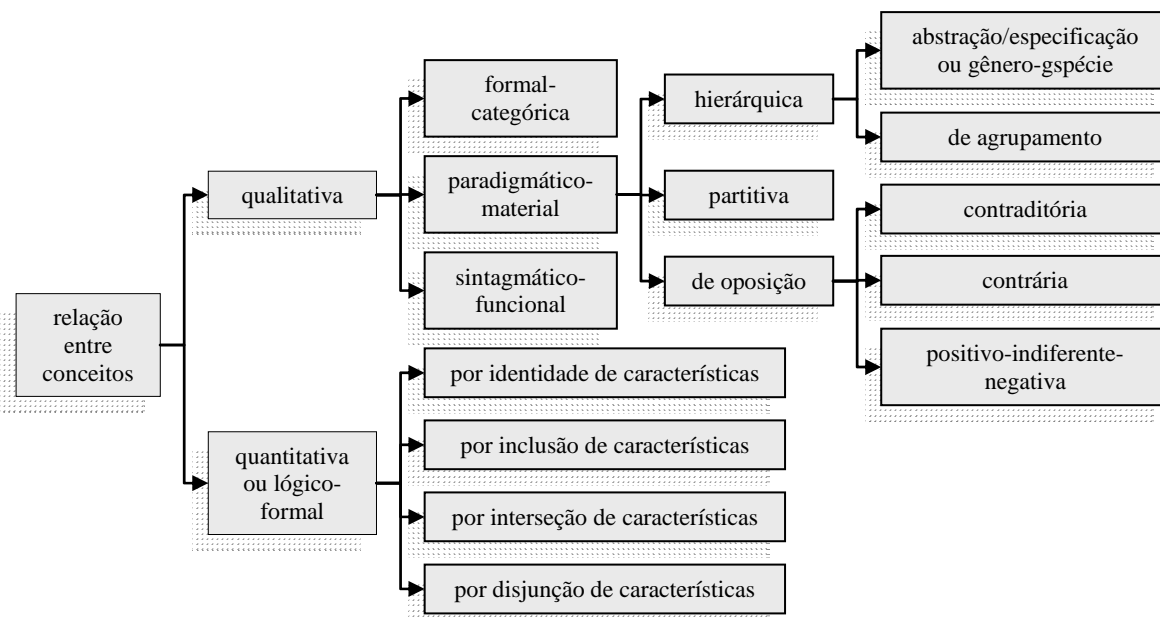 relação
entre
conceitos
qualitativa
formal-
categórica
paradigmático-
material
hierárquica
abstração/especificação
ou gênero-gspécie
de agrupamento
partitiva
de oposição
contraditória
contrária
positivo-indiferente-
negativa
sintagmático-
funcional
quantitativa
ou lógico-
formal
por identidade de características
por inclusão de características
por interseção de características
por disjunção de características